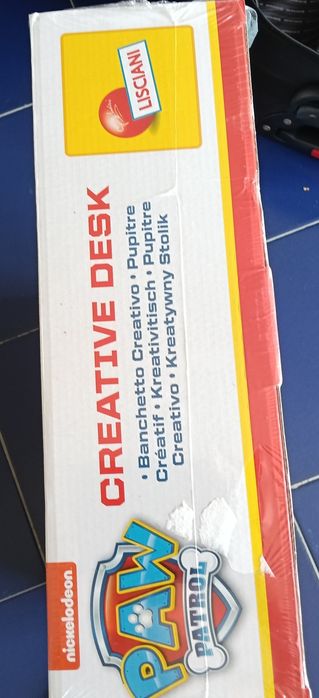 nickelodeon
PAW
PATROL
CREATIVE DESK
• Banchetto Creativo • Pupitre
Créatif • Kreativitisch • Pupitre
Creativo • Kreatywny Stolik
LISCIANI